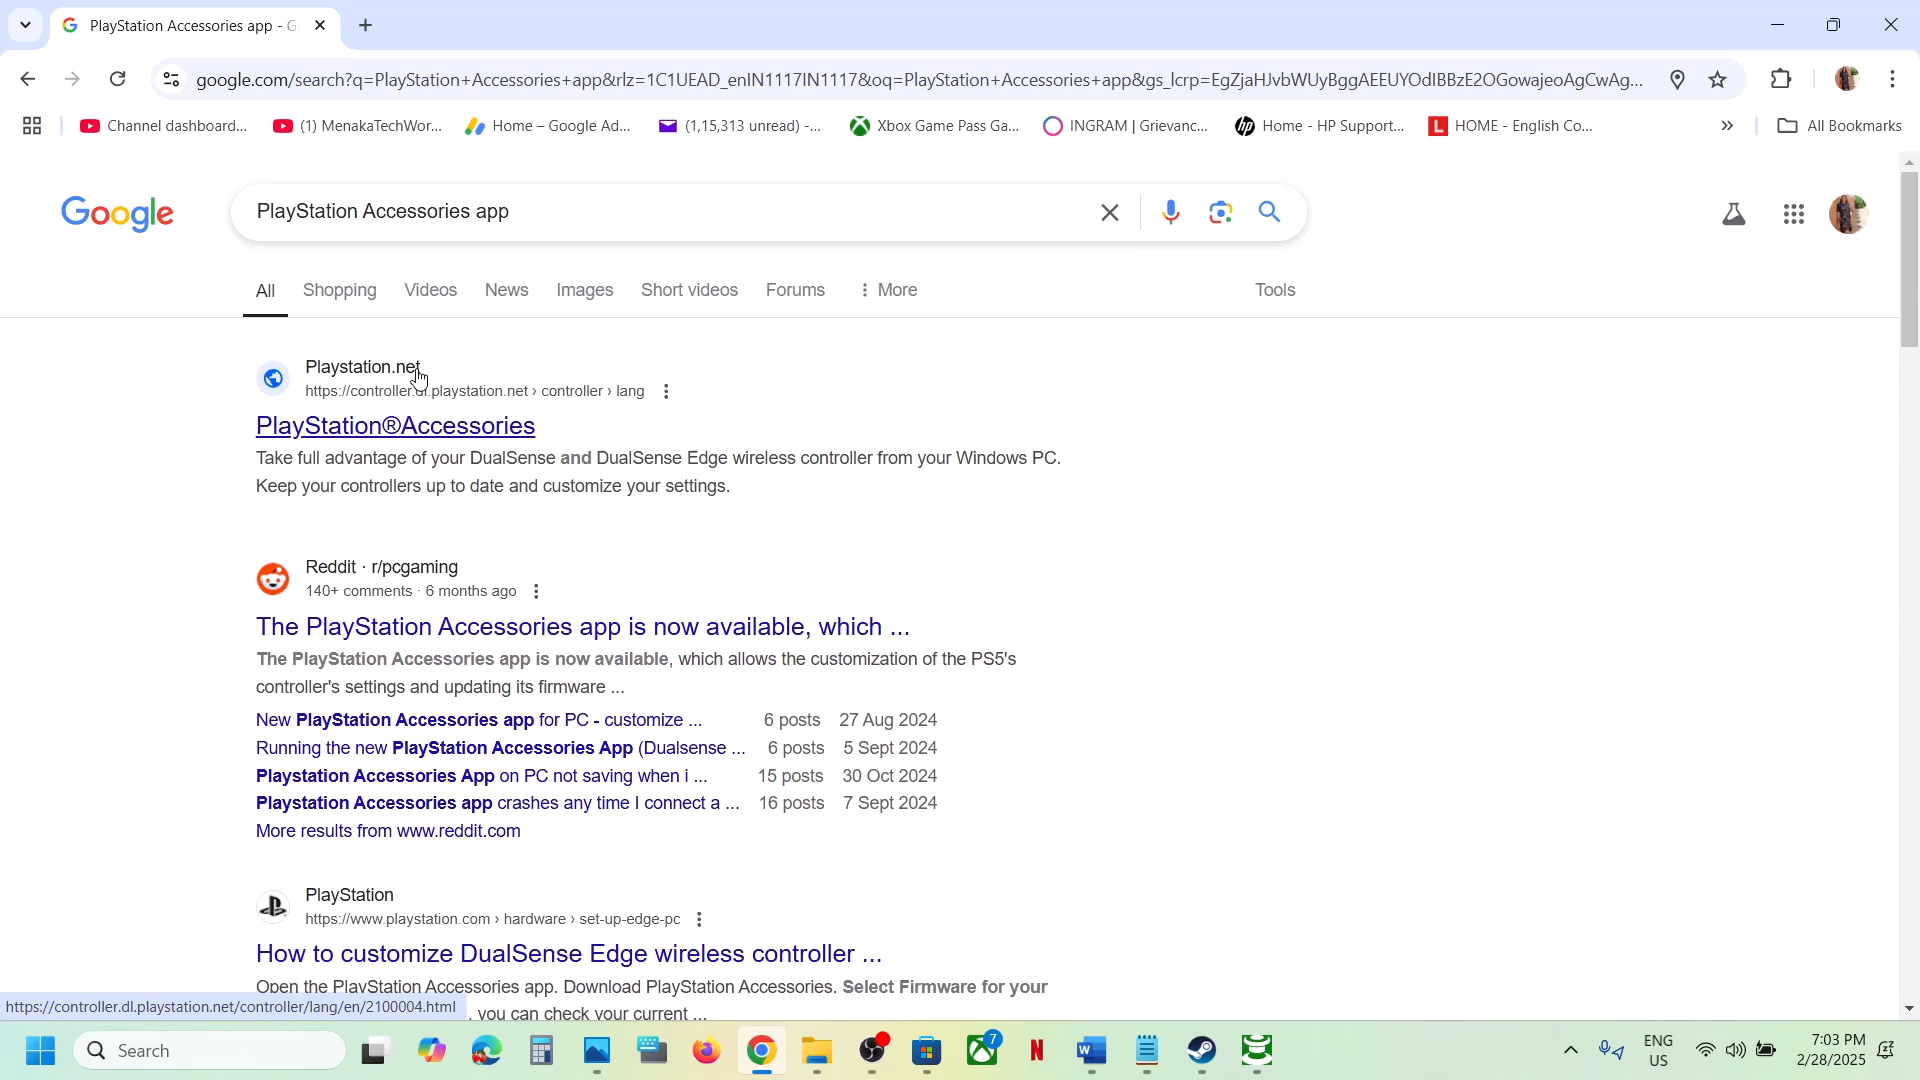 PlayStation Accessories app - G
google.com/search?q=PlayStation+Accessories+app&rlz=1C1UEAD_enIN1117IN1117&oq=PlayStation+Accessories+app&gs_lcrp=EgZjaHJvbWUyBggAEEUYOdIBBzE2OGowajeoAgCwAg...
Channel dashboard...
(1) MenakaTechWor...
Home – Google Ad...
(1,15,313 unread) -...
Xbox Game Pass Ga...
INGRAM | Grievanc...
Home - HP Support...
HOME - English Co...
All Bookmarks
Google
PlayStation Accessories app
All Shopping Videos News Images Short videos Forums More Tools
Playstation.net
https://controller.dl.playstation.net › controller › lang
PlayStation®Accessories
Take full advantage of your DualSense and DualSense Edge wireless controller from your Windows PC.
Keep your controllers up to date and customize your settings.
Reddit · r/pcgaming
140+ comments · 6 months ago
The PlayStation Accessories app is now available, which ...
The PlayStation Accessories app is now available, which allows the customization of the PS5's
controller's settings and updating its firmware ...
New PlayStation Accessories app for PC - customize ... 6 posts 27 Aug 2024
Running the new PlayStation Accessories App (Dualsense ... 6 posts 5 Sept 2024
Playstation Accessories App on PC not saving when i ... 15 posts 30 Oct 2024
Playstation Accessories app crashes any time I connect a ... 16 posts 7 Sept 2024
More results from www.reddit.com
PlayStation
https://www.playstation.com › hardware › set-up-edge-pc
How to customize DualSense Edge wireless controller ...
Open the PlayStation Accessories app. Download PlayStation Accessories. Select Firmware for your
, you can check your current ...
https://controller.dl.playstation.net/controller/lang/en/2100004.html
Search
7
ENG
US
7:03 PM
2/28/2025